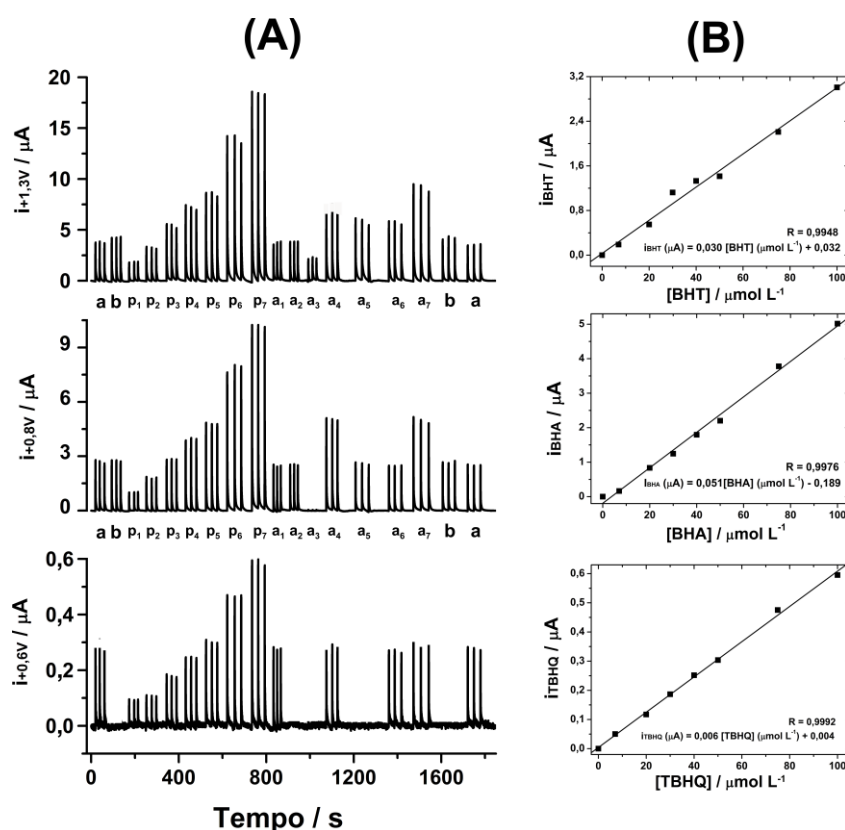 (A)
20
15
10
5
0
i+1,3V / μA
a b p1 p2 p3 p4 p5 p6 p7 a1 a2 a3 a4 a5 a6 a7 b a
9
6
3
0
i+0,8V / μA
a b p1 p2 p3 p4 p5 p6 p7 a1 a2 a3 a4 a5 a6 a7 b a
0,6
0,4
0,2
0,0
i+0,6V / μA
0 400 800 1200 1600
Tempo / s
(B)
3,2
2,4
1,6
0,8
0,0
iBHT / μA
R = 0,9948
iBHT (μA) = 0,030 [BHT] (μmol L-1) + 0,032
0 20 40 60 80 100
[BHT] / μmol L-1
5
4
3
2
1
0
iBHA / μA
R = 0,9976
iBHA (μA) = 0,051[BHA] (μmol L-1) - 0,189
0 20 40 60 80 100
[BHA] / μmol L-1
0,6
0,5
0,4
0,3
0,2
0,1
0,0
iTBHQ / μA
R = 0,9992
iTBHQ (μA) = 0,006 [TBHQ] (μmol L-1) + 0,004
0 20 40 60 80 100
[TBHQ] / μmol L-1